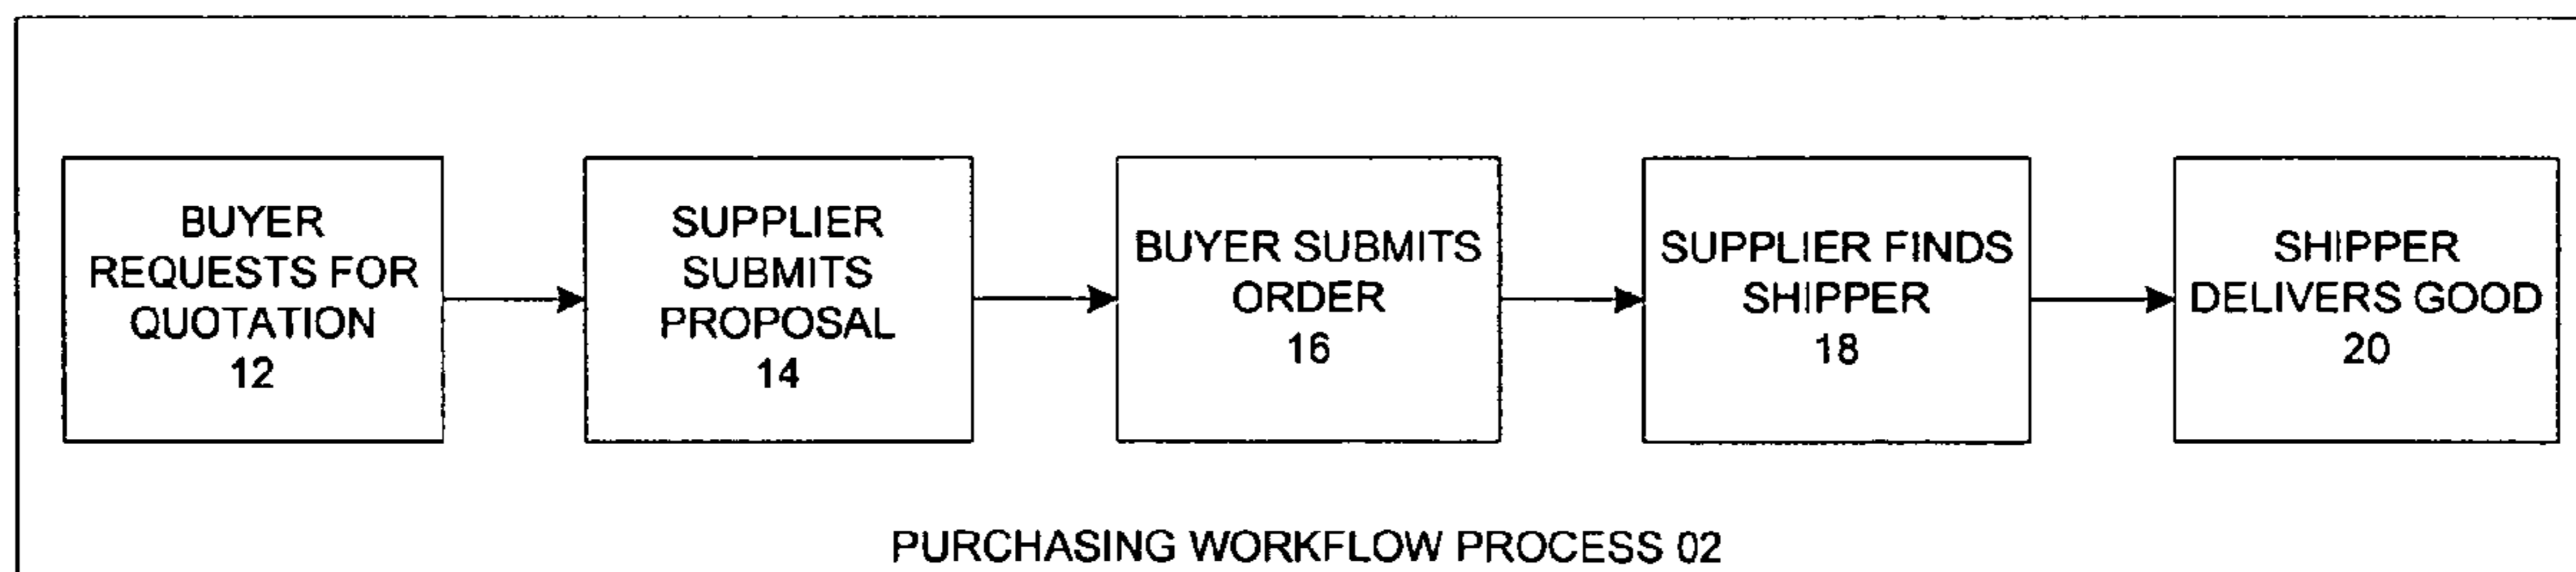 BUYER
REQUESTS FOR
QUOTATION
12
SUPPLIER
SUBMITS
PROPOSAL
14
BUYER SUBMITS
ORDER
16
SUPPLIER FINDS
SHIPPER
18
SHIPPER
DELIVERS GOOD
20
PURCHASING WORKFLOW PROCESS 02